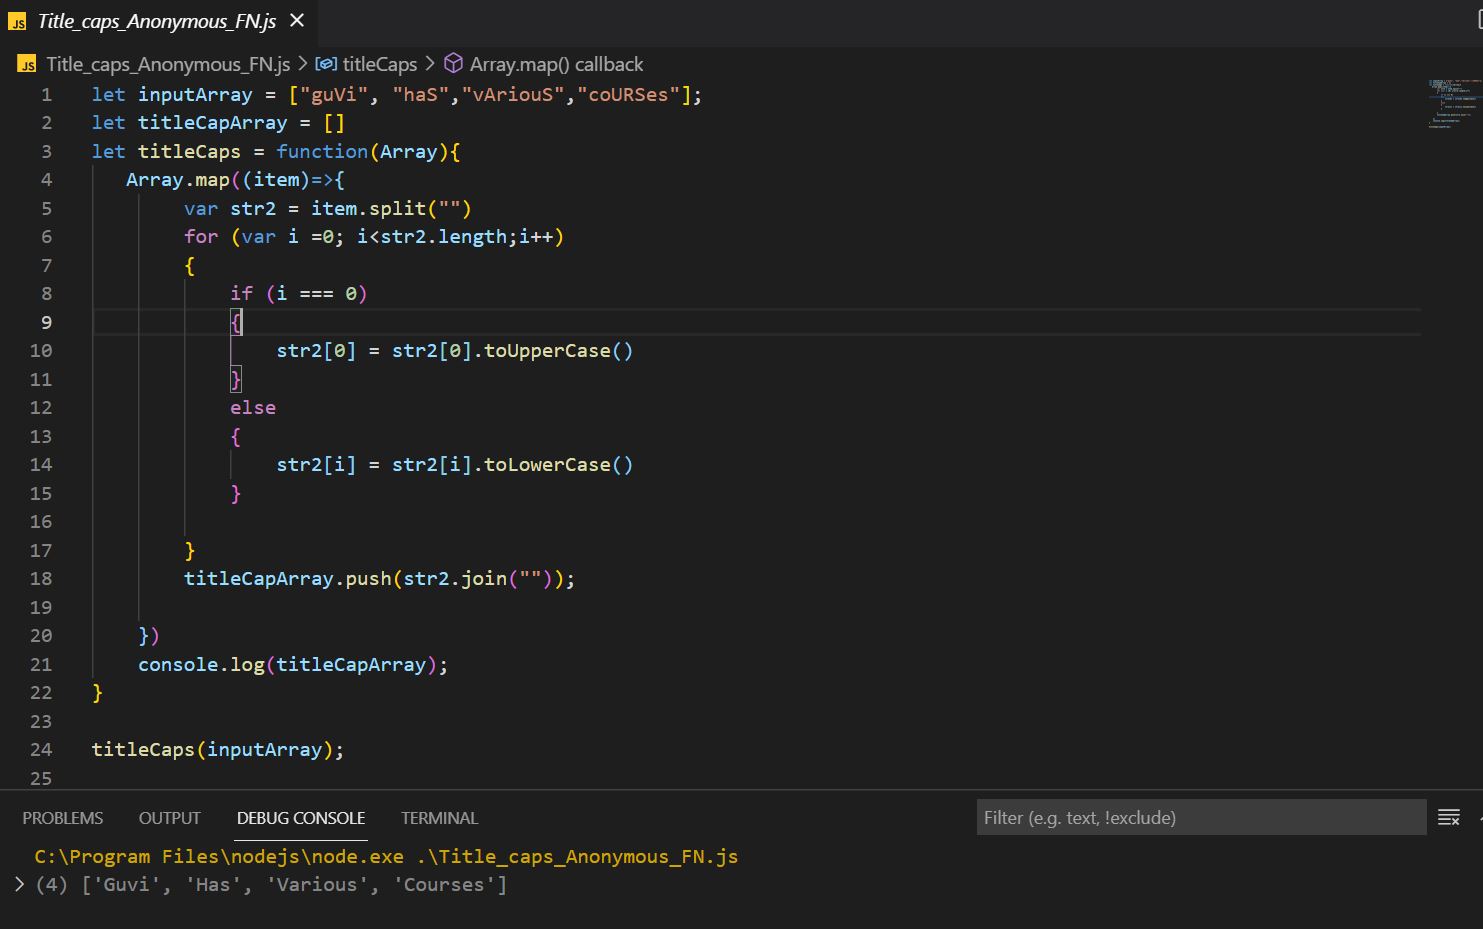 JS Title_caps_Anonymous_FN.js ×
JS Title_caps_Anonymous_FN.js > titleCaps > Array.map() callback
1 let inputArray = ["guVi", "haS","vAriouS","coURSes"];
2 let titleCapArray = []
3 let titleCaps = function(Array){
4 Array.map((item)=>{
5 var str2 = item.split("")
6 for (var i =0; i<str2.length;i++)
7 {
8 if (i === 0)
9 {
10 str2[0] = str2[0].toUpperCase()
11 }
12 else
13 {
14 str2[i] = str2[i].toLowerCase()
15 }
16
17 }
18 titleCapArray.push(str2.join(""));
19
20 })
21 console.log(titleCapArray);
22 }
23
24 titleCaps(inputArray);
25
PROBLEMS OUTPUT DEBUG CONSOLE TERMINAL Filter (e.g. text, !exclude)
C:\Program Files\nodejs\node.exe .\Title_caps_Anonymous_FN.js
> (4) ['Guvi', 'Has', 'Various', 'Courses']